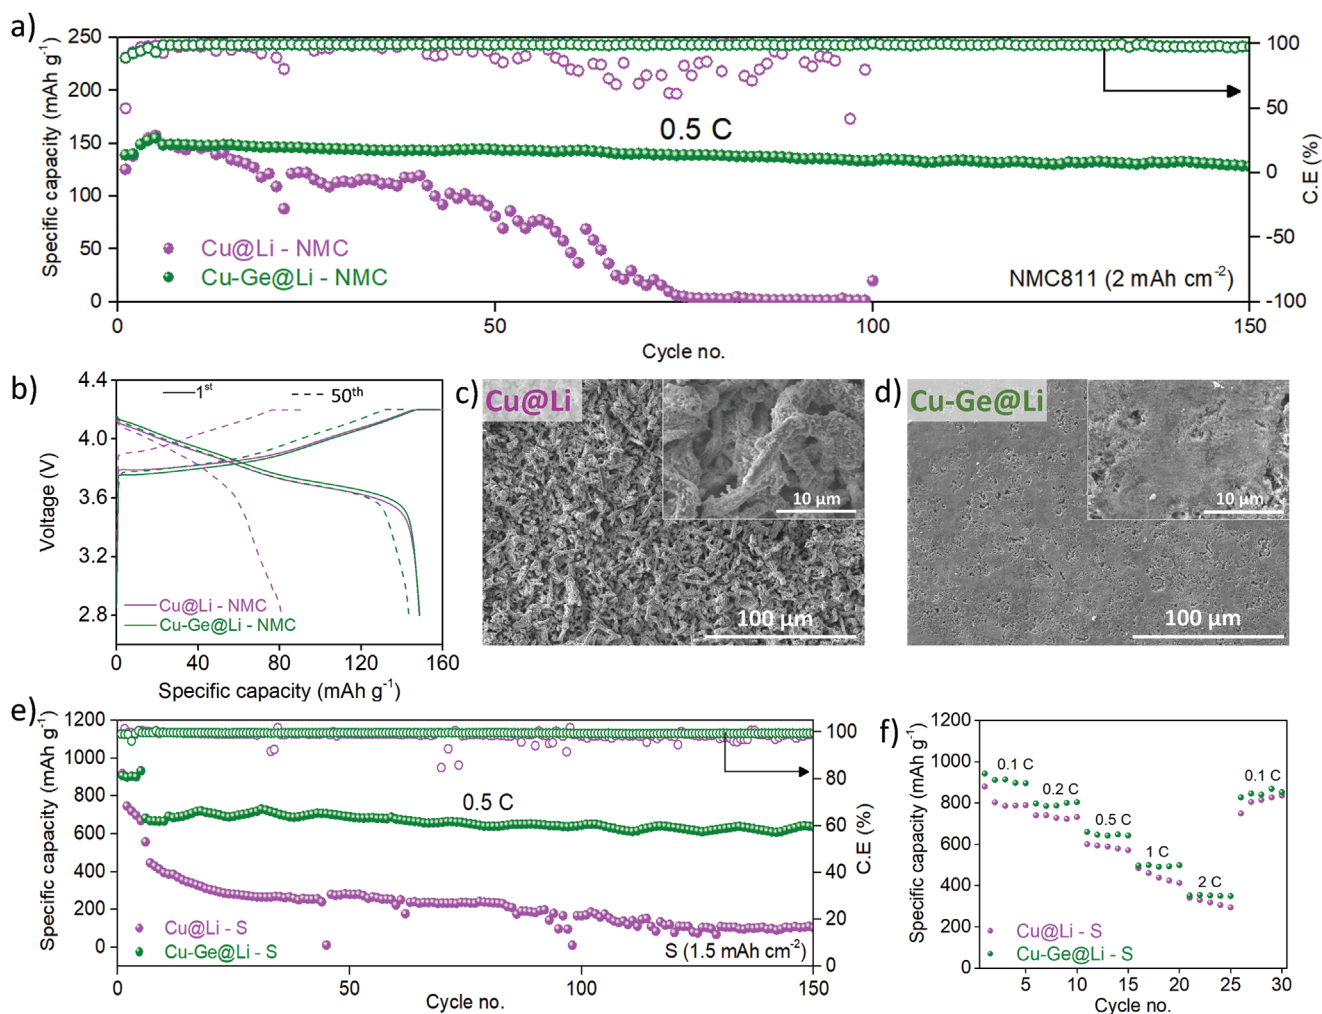 a)
250
200
150
100
50
0
Specific capacity (mAh g⁻¹)
100
50
0
-50
-100
C.E (%)
0.5 C
Cu@Li - NMC
Cu-Ge@Li - NMC
NMC811 (2 mAh cm⁻²)
0 50 100 150
Cycle no.
b)
4.4
4.0
3.6
3.2
2.8
Voltage (V)
1st 50th
Cu@Li - NMC
Cu-Ge@Li - NMC
0 40 80 120 160
Specific capacity (mAh g⁻¹)
c)
Cu@Li
10 µm
100 µm
d)
Cu-Ge@Li
10 µm
100 µm
e)
1200
1000
800
600
400
200
0
Specific capacity (mAh g⁻¹)
100
80
60
40
20
0
C.E (%)
0.5 C
Cu@Li - S
Cu-Ge@Li - S
S (1.5 mAh cm⁻²)
0 50 100 150
Cycle no.
f)
1200
1000
800
600
400
200
0
Specific capacity (mAh g⁻¹)
0.1 C
0.2 C
0.5 C
1 C
2 C
0.1 C
Cu@Li - S
Cu-Ge@Li - S
5 10 15 20 25 30
Cycle no.